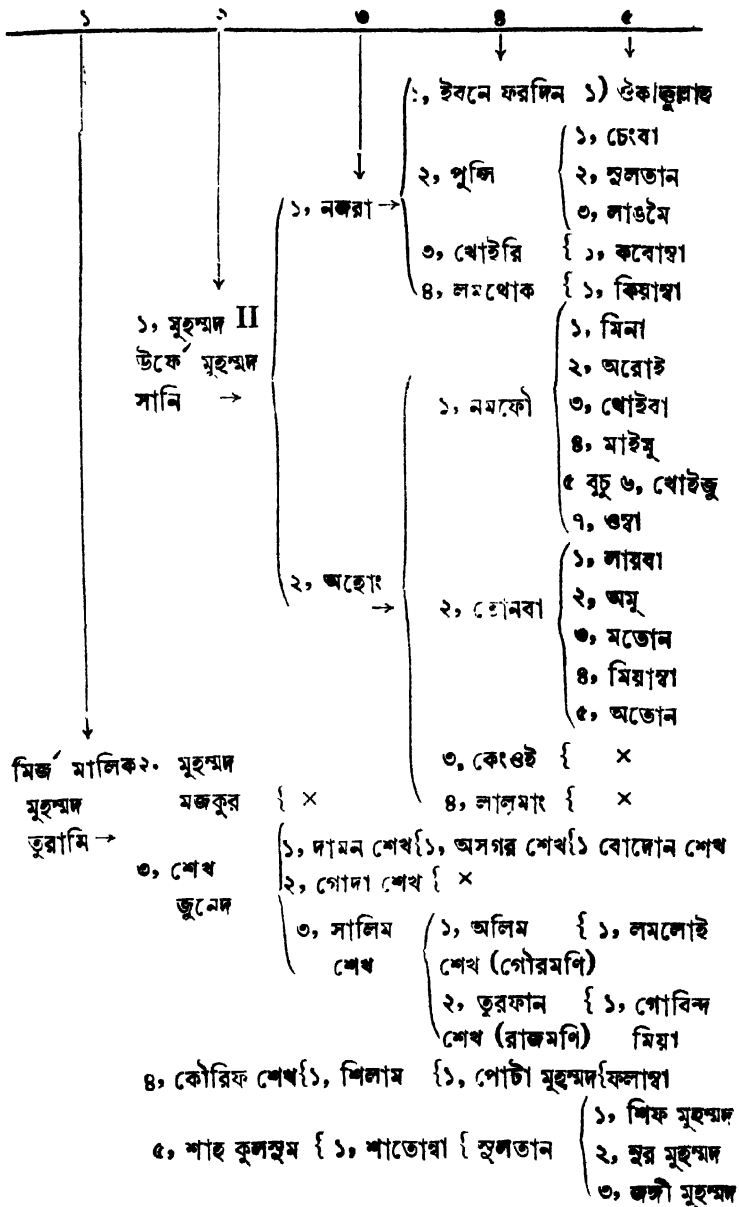 ১ ২ ৩ ৪ ৫
১, ইবনে ফরদিন ১) শুকাতুল্লাহ
১, চেংবা
২, পুন্সি ২, সুলতান
১, নজরা → ৩, লাঙমৈ
৩, খোইরি { ১, কবোম্বা
৪, লমথোক { ১, কিয়াম্বা
১, মুহম্মদ II ১, মিনা
উর্ফে মুহম্মদ ২, অরোই
সানি → ১, নমফৌ ৩, থোইবা
৪, মাইমু
৫ বুচু ৬, খোইজু
৭, ওম্বা
২, অহোং → ১, লায়বা
২, তোনবা ২, অমু
৩, মতোন
৪, মিয়াম্বা
৫, অতোন
৩, কেংওই { ×
মির্জ মালিক ২. মুহম্মদ
মুহম্মদ মজকুর { × ৪, লালমাং { ×
তুরামি → ১, দামন শেখ {১, অসগর শেখ {১ বোদোন শেখ
৩, শেখ ২, গোদা শেখ { ×
জুনেদ
৩, সালিম ১, অলিম { ১, লমলোই
শেখ শেখ (গৌরমণি)
২, তুরফান { ১, গোবিন্দ
শেখ (রাজমণি) মিয়া
৪, কৌরিফ শেখ {১, শিলাম {১, পোটা মুহম্মদ {ফলাম্বা
১, শিফ মুহম্মদ
৫, শাহ কুলসুম { ১, শাতোম্বা { সুলতান ২, নুর মুহম্মদ
৩, জঙ্গী মুহম্মদ